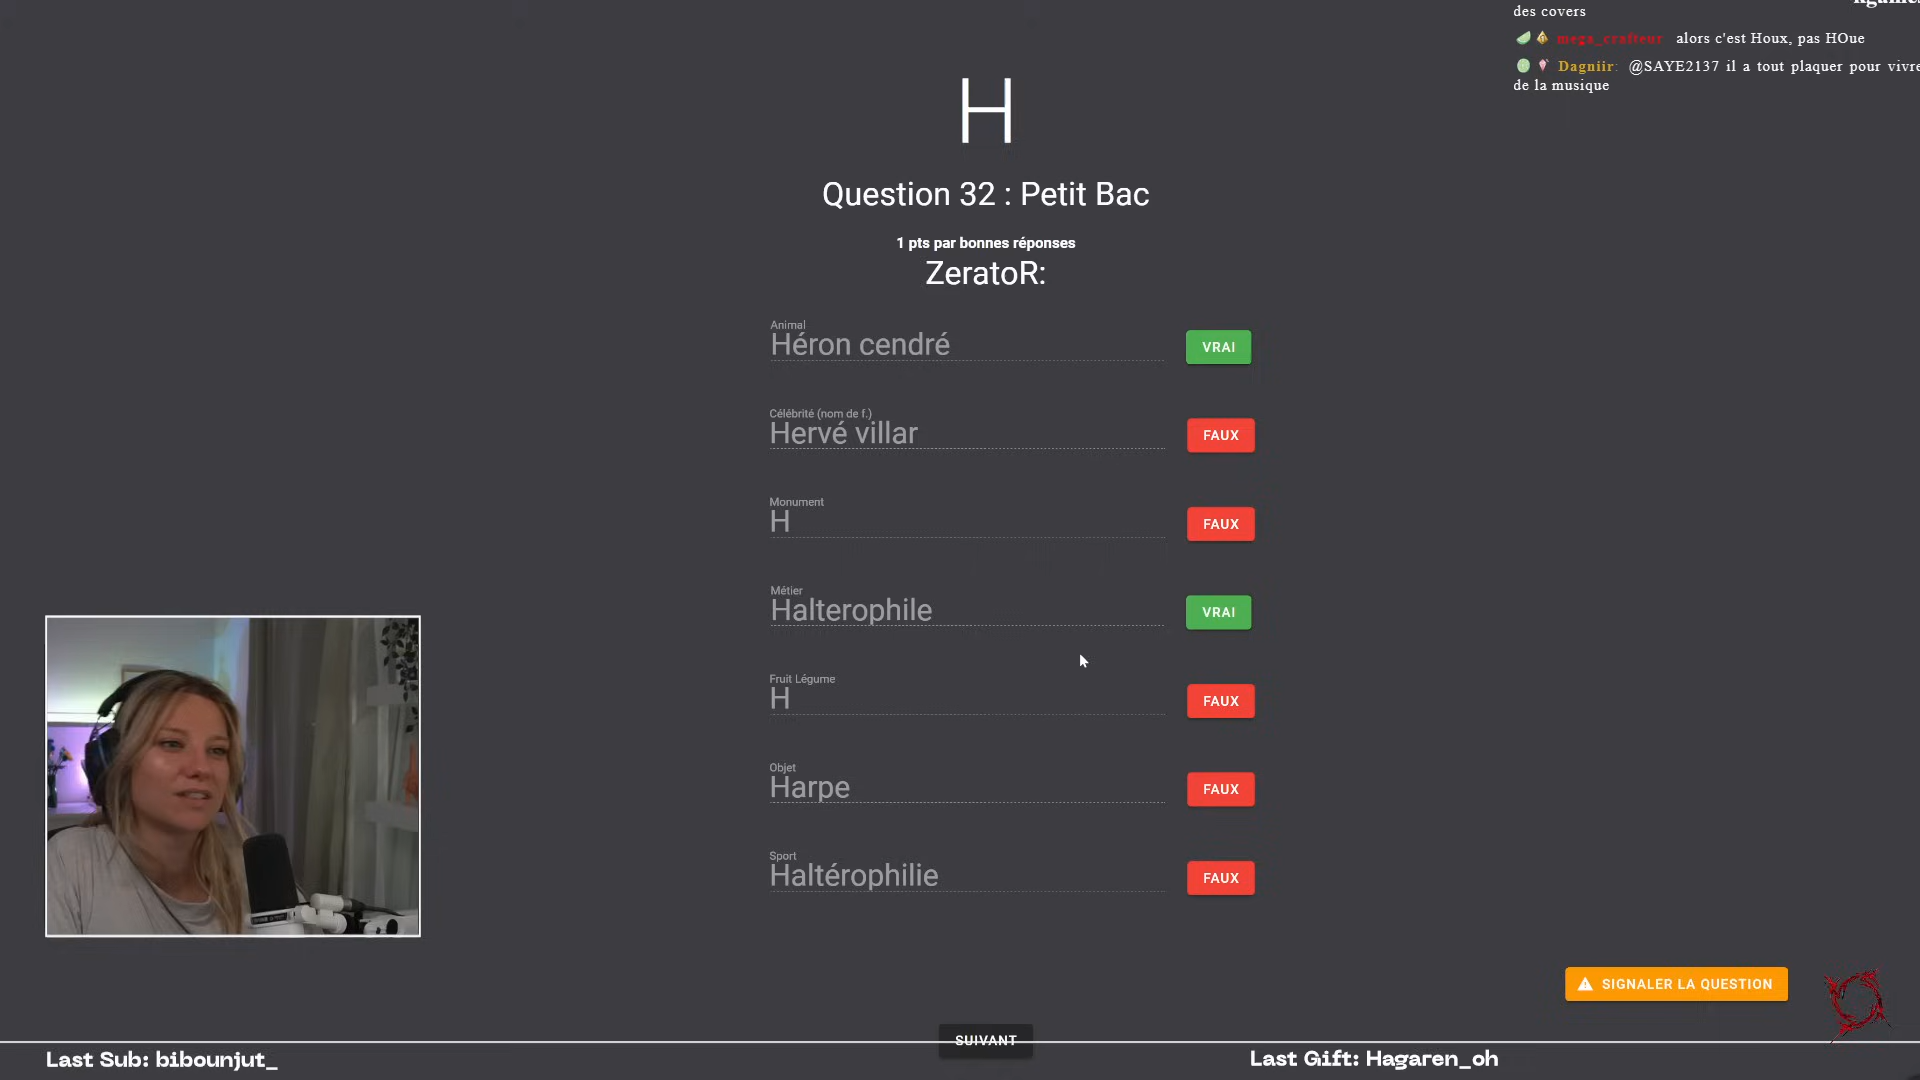 des covers
mega_crafteur alors c'est Houx, pas HOue
Dagniir: @SAYE2137 il a tout plaquer pour vivre
de la musique
H
Question 32 : Petit Bac
1 pts par bonnes réponses
ZeratoR:
Animal
Héron cendré
VRAI
Célébrité (nom de f.)
Hervé villar
FAUX
Monument
H
FAUX
Métier
Halterophile
VRAI
Fruit Légume
H
FAUX
Objet
Harpe
FAUX
Sport
Haltérophilie
FAUX
SIGNALER LA QUESTION
SUIVANT
Last Sub: bibounjut_
Last Gift: Hagaren_oh